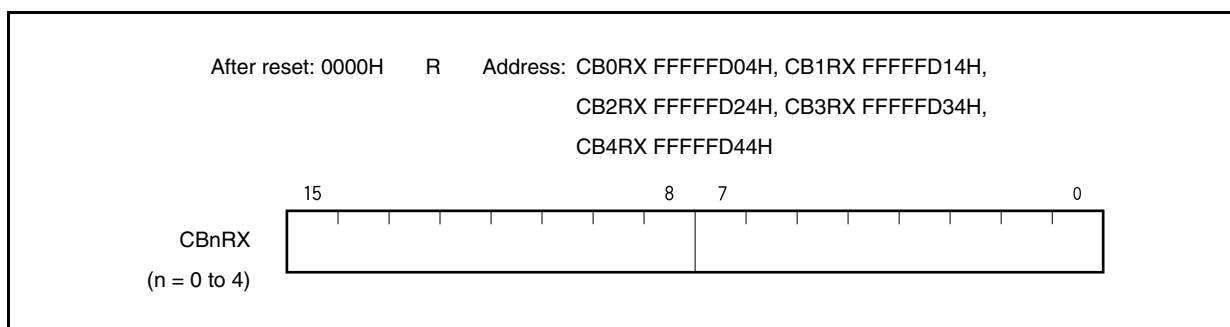 After reset: 0000H R Address: CB0RX FFFFFD04H, CB1RX FFFFFD14H,
CB2RX FFFFFD24H, CB3RX FFFFFD34H,
CB4RX FFFFFD44H
15 8 7 0
CBnRX
(n = 0 to 4)